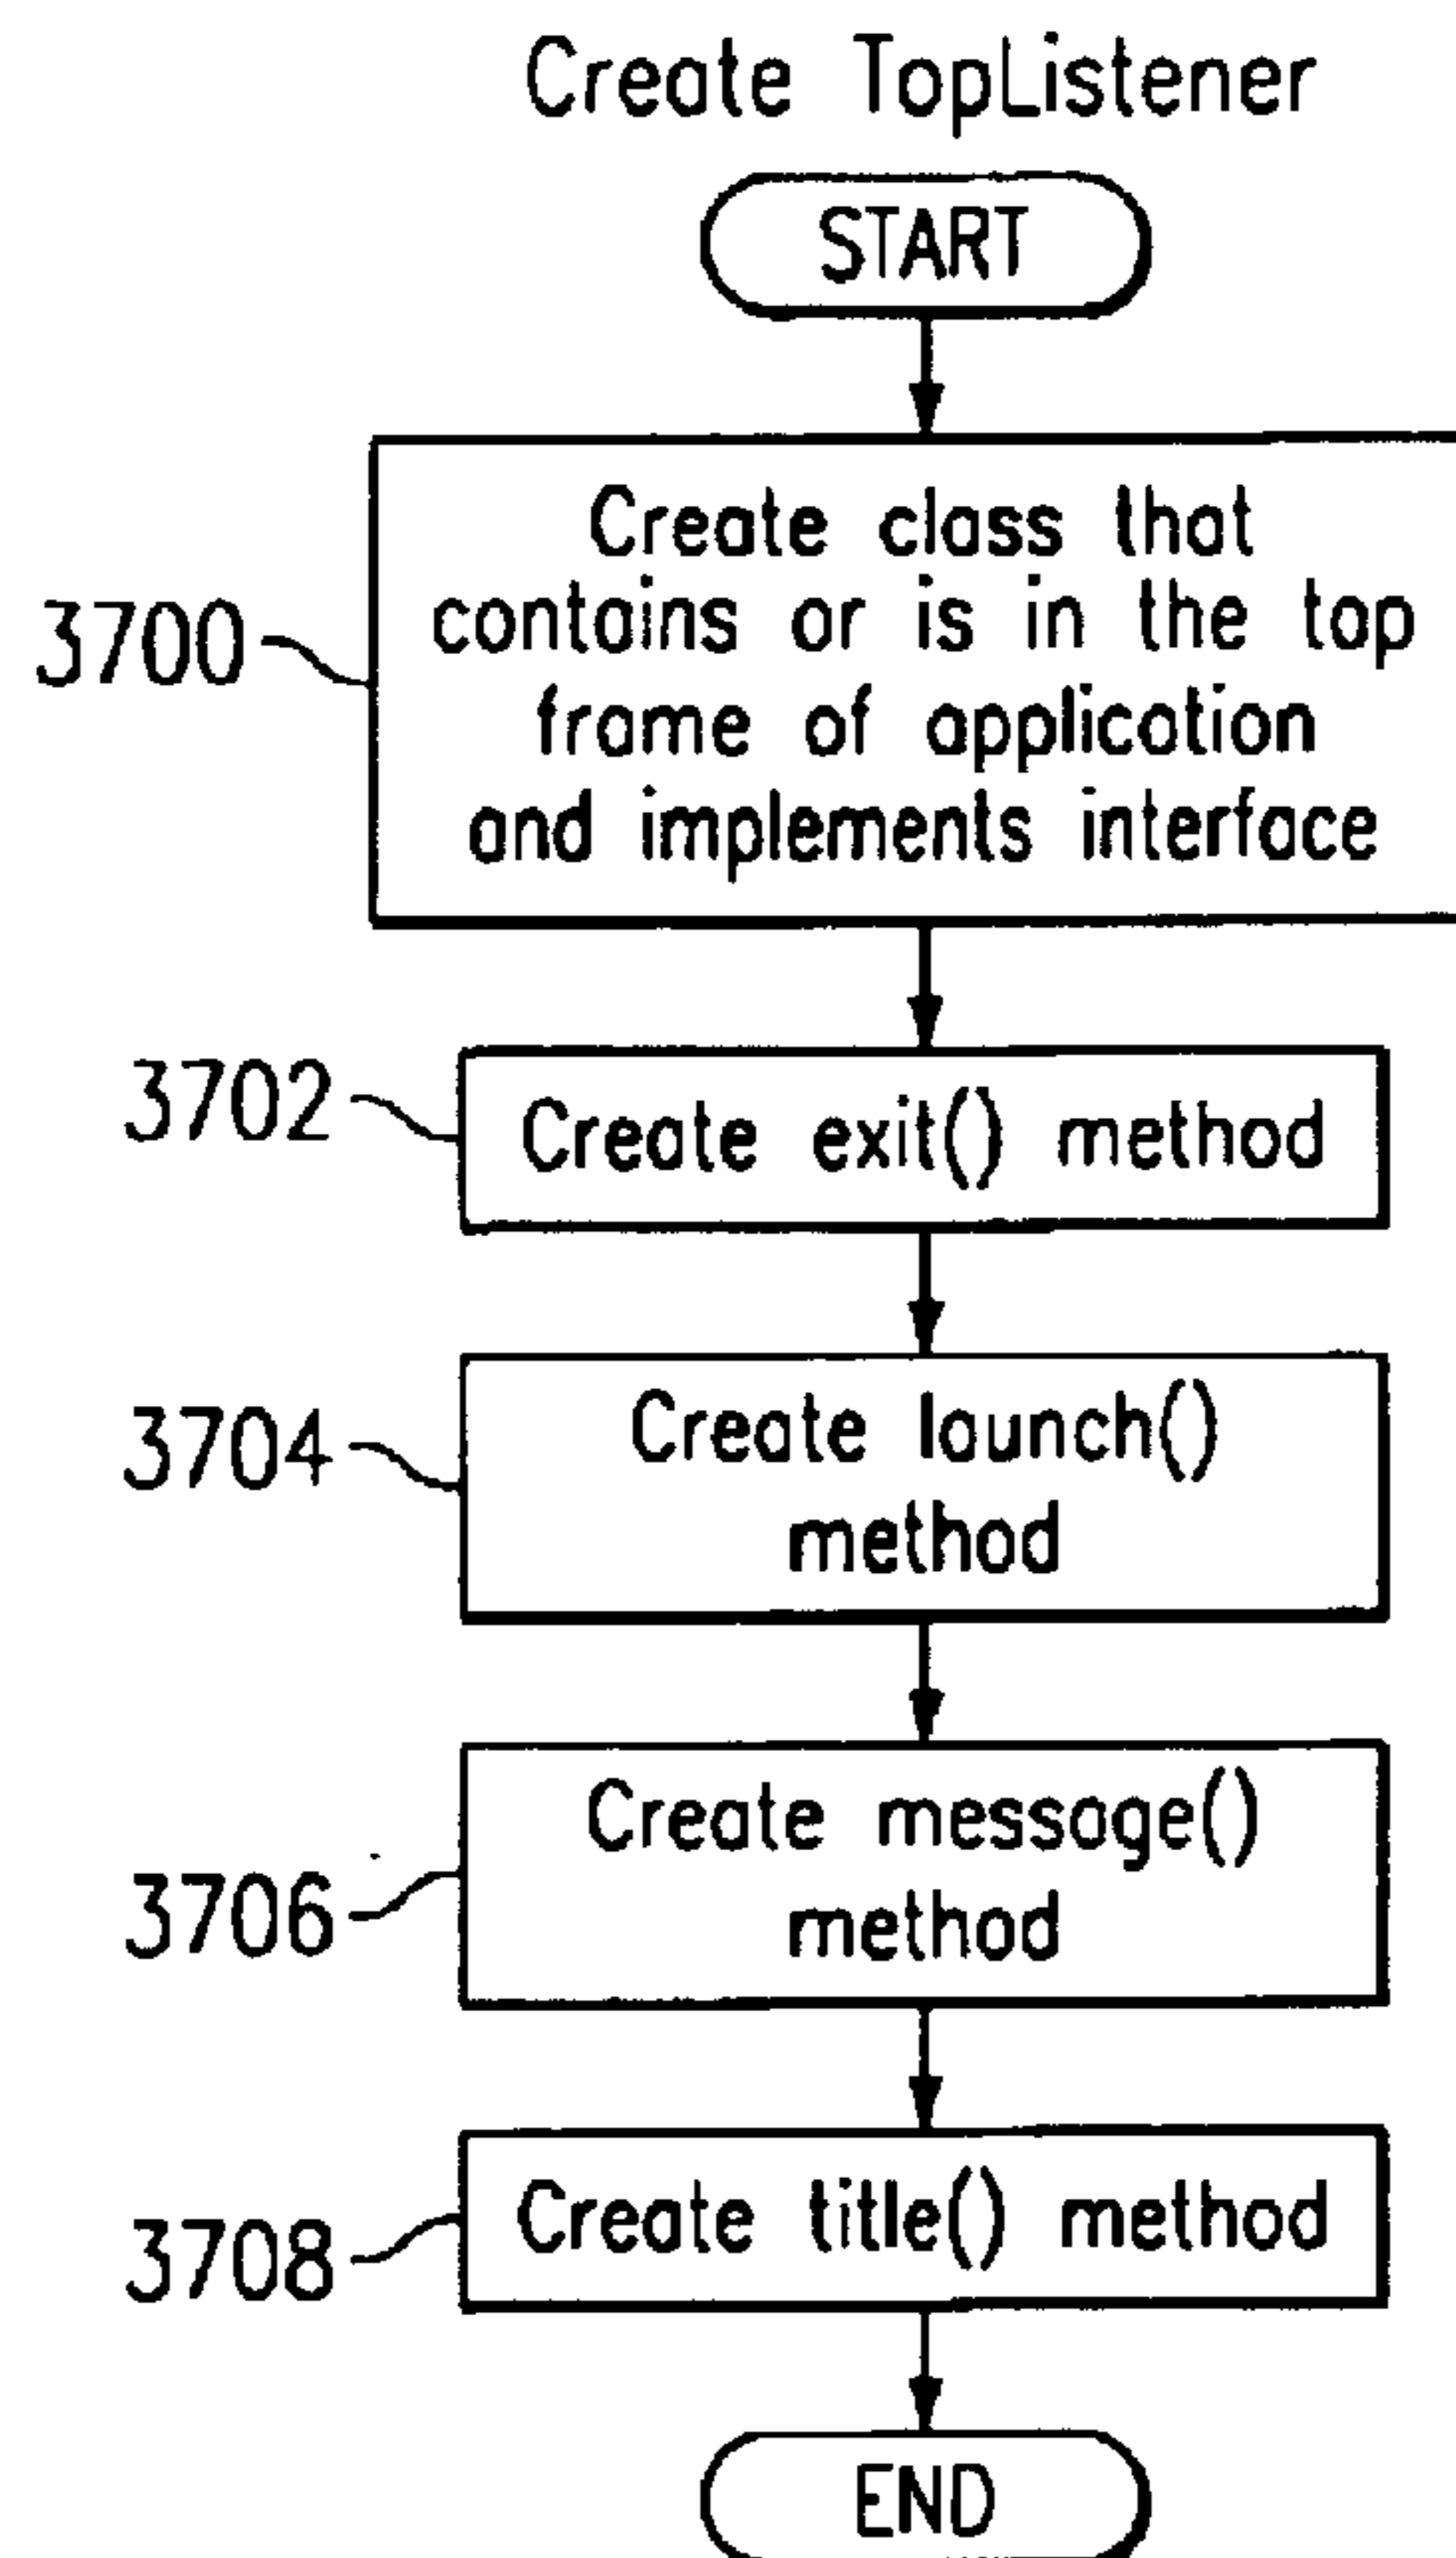 Create TopListener
START
3700
Create class that
contains or is in the top
frame of application
and implements interface
3702
Create exit() method
3704
Create launch()
method
3706
Create message()
method
3708
Create title() method
END